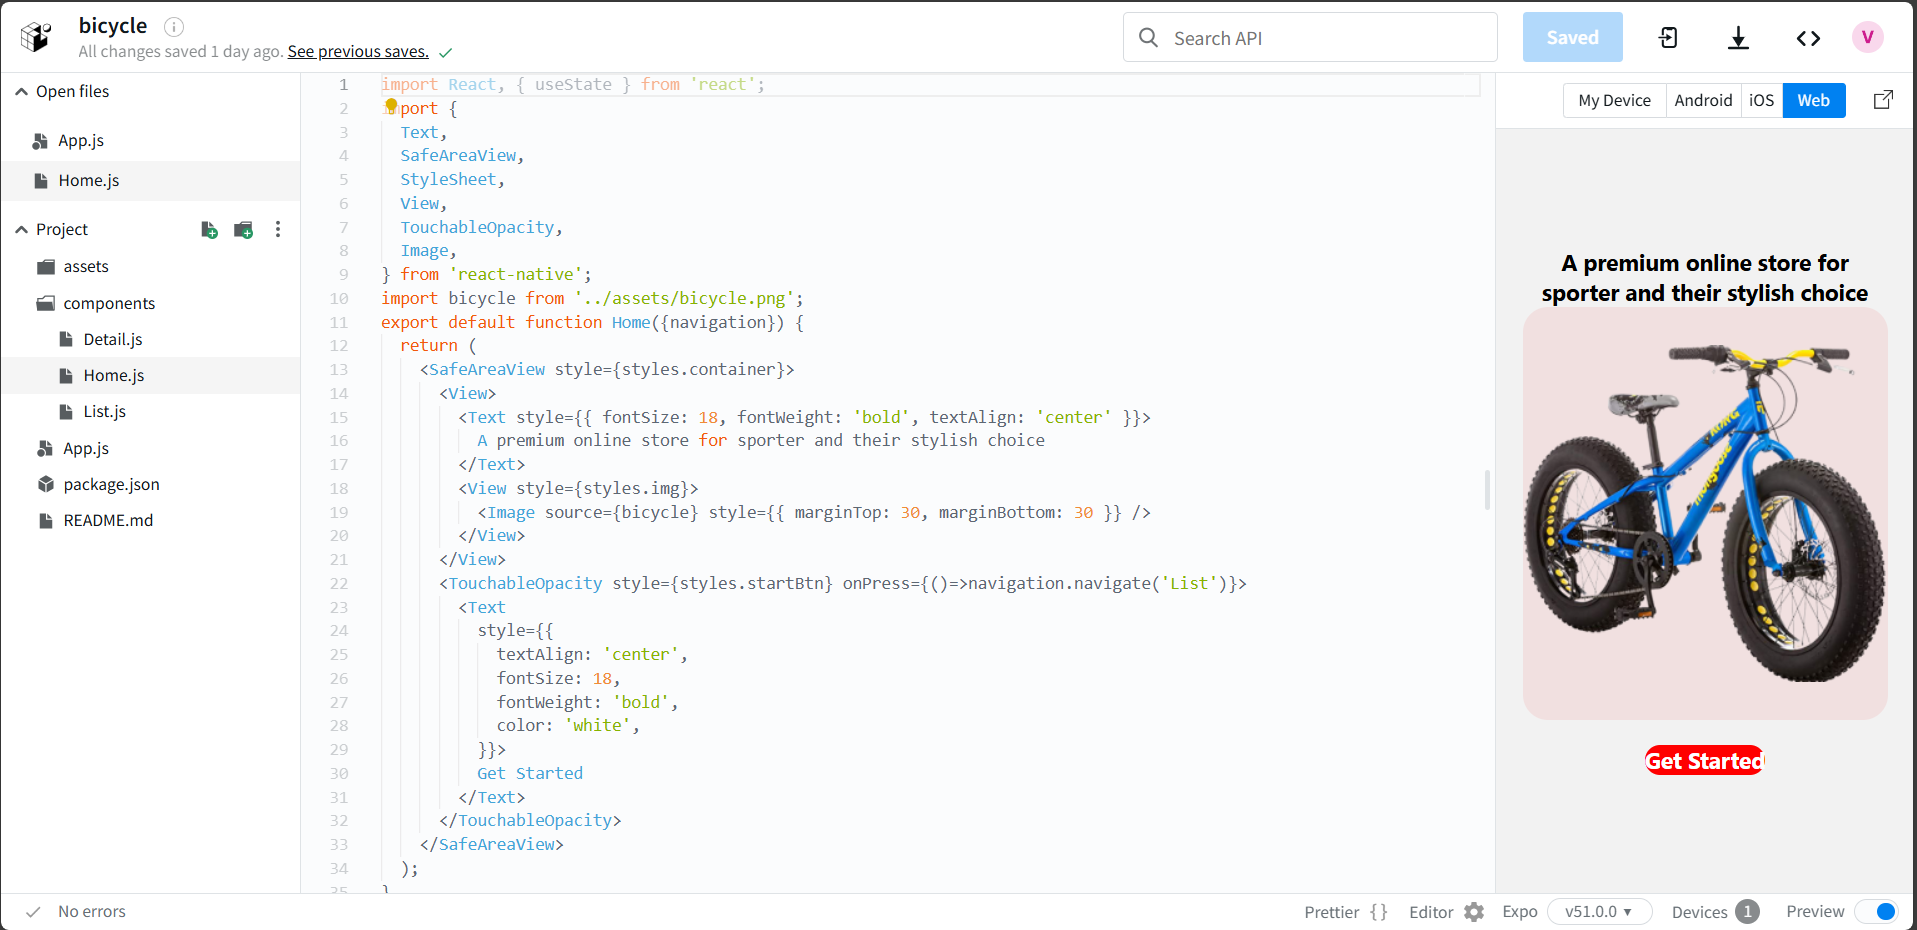 bicycle
All changes saved 1 day ago. See previous saves.
Search API
Saved
V
Open files
App.js
Home.js
Project
assets
components
Detail.js
Home.js
List.js
App.js
package.json
README.md
1 import React, { useState } from 'react';
2 import {
3 Text,
4 SafeAreaView,
5 StyleSheet,
6 View,
7 TouchableOpacity,
8 Image,
9 } from 'react-native';
10 import bicycle from '../assets/bicycle.png';
11 export default function Home({navigation}) {
12 return (
13 <SafeAreaView style={styles.container}>
14 <View>
15 <Text style={{ fontSize: 18, fontWeight: 'bold', textAlign: 'center' }}>
16 A premium online store for sporter and their stylish choice
17 </Text>
18 <View style={styles.img}>
19 <Image source={bicycle} style={{ marginTop: 30, marginBottom: 30 }} />
20 </View>
21 </View>
22 <TouchableOpacity style={styles.startBtn} onPress={()=>navigation.navigate('List')}>
23 <Text
24 style={{
25 textAlign: 'center',
26 fontSize: 18,
27 fontWeight: 'bold',
28 color: 'white',
29 }}>
30 Get Started
31 </Text>
32 </TouchableOpacity>
33 </SafeAreaView>
34 );
35 }
My Device
Android
iOS
Web
A premium online store for
sporter and their stylish choice
mongoose
Get Started
No errors
Prettier {}
Editor
Expo
v51.0.0
Devices 1
Preview